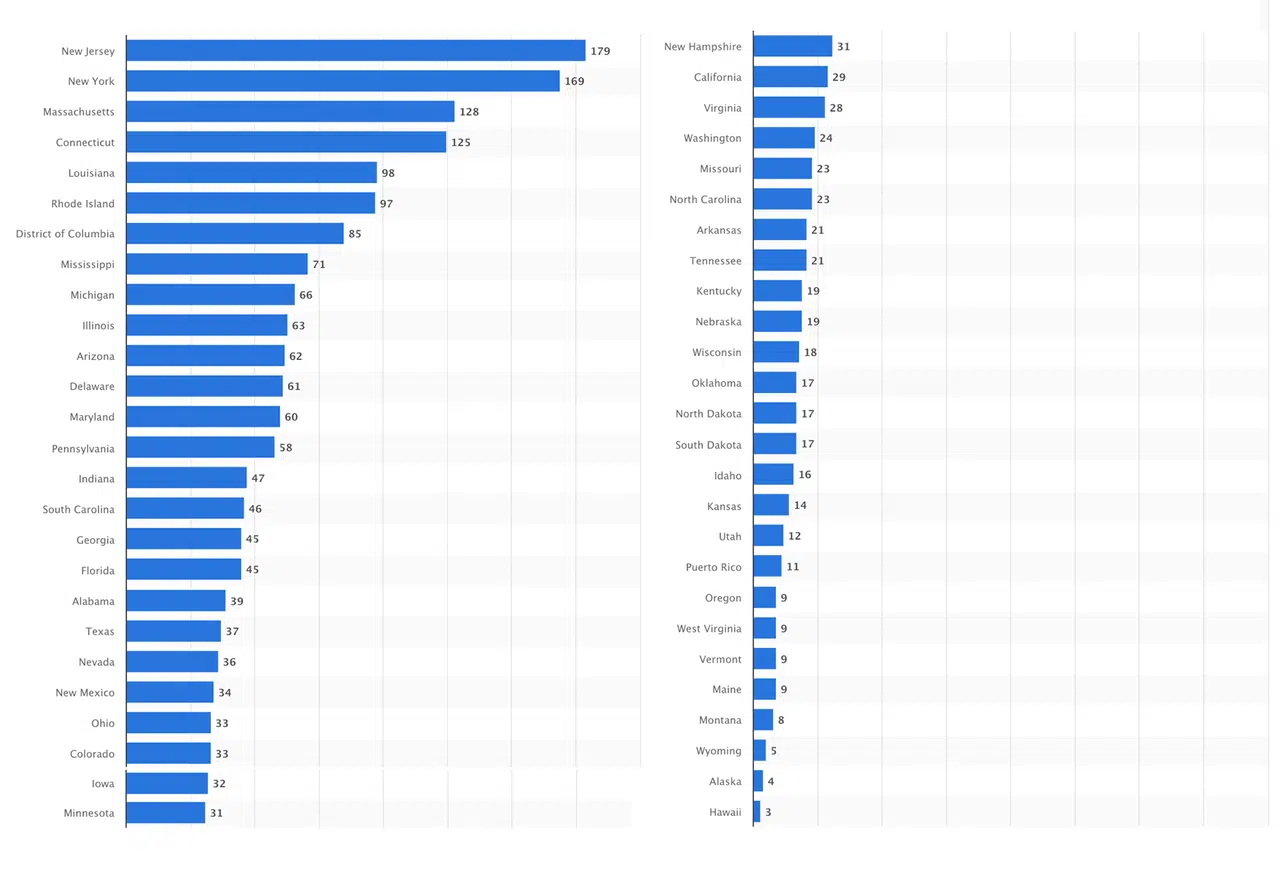 New Jersey 179
New York 169
Massachusetts 128
Connecticut 125
Louisiana 98
Rhode Island 97
District of Columbia 85
Mississippi 71
Michigan 66
Illinois 63
Arizona 62
Delaware 61
Maryland 60
Pennsylvania 58
Indiana 47
South Carolina 46
Georgia 45
Florida 45
Alabama 39
Texas 37
Nevada 36
New Mexico 34
Ohio 33
Colorado 33
Iowa 32
Minnesota 31
New Hampshire 31
California 29
Virginia 28
Washington 24
Missouri 23
North Carolina 23
Arkansas 21
Tennessee 21
Kentucky 19
Nebraska 19
Wisconsin 18
Oklahoma 17
North Dakota 17
South Dakota 17
Idaho 16
Kansas 14
Utah 12
Puerto Rico 11
Oregon 9
West Virginia 9
Vermont 9
Maine 9
Montana 8
Wyoming 5
Alaska 4
Hawaii 3